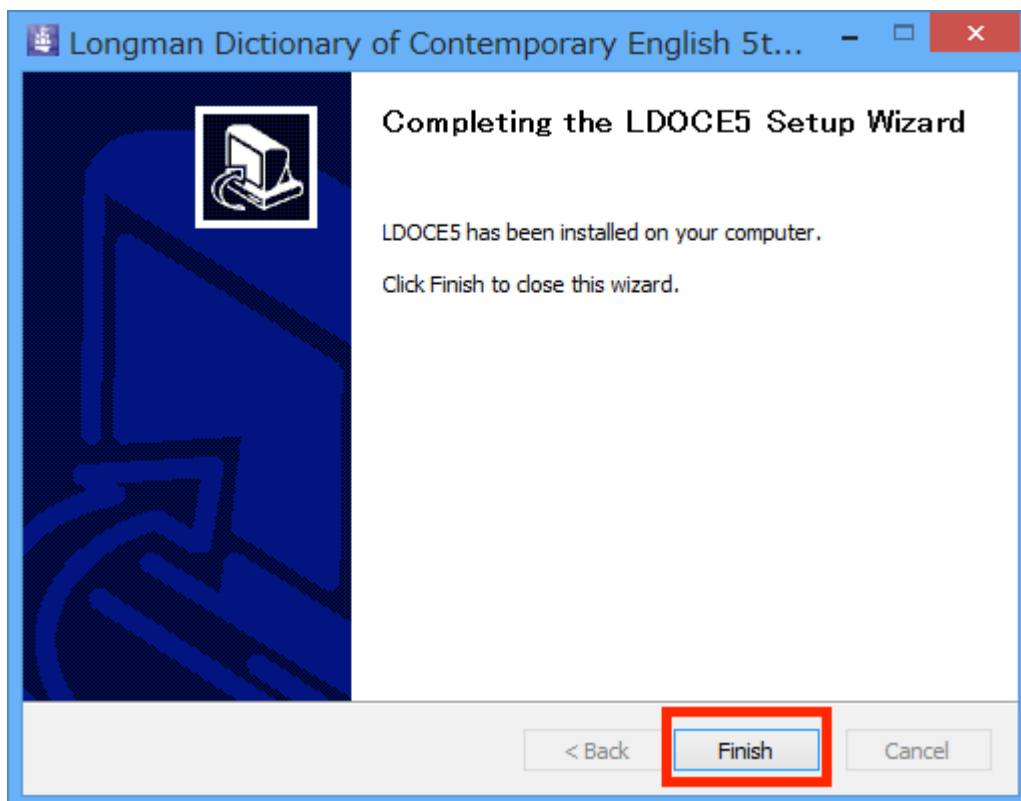 Longman Dictionary of Contemporary English 5t...
Completing the LDOCE5 Setup Wizard
LDOCE5 has been installed on your computer.
Click Finish to close this wizard.
< Back
Finish
Cancel